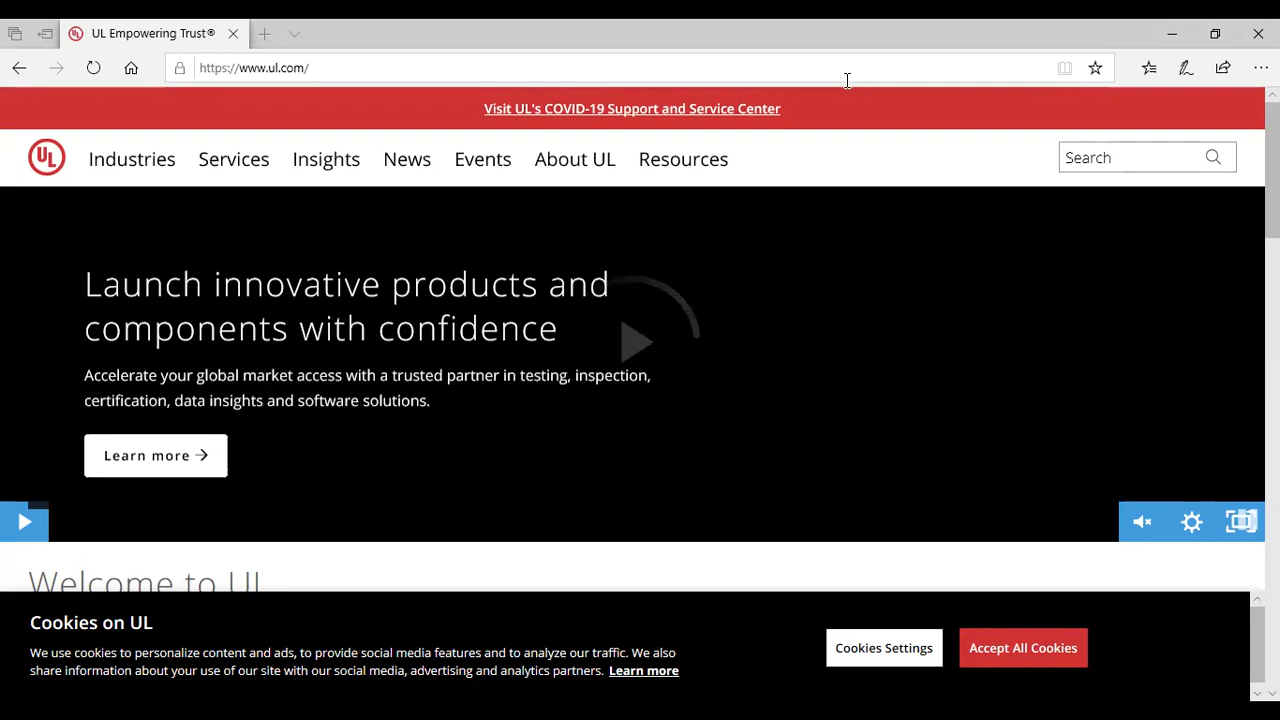 UL Empowering Trust®
https://www.ul.com/
Visit UL's COVID-19 Support and Service Center
UL Industries Services Insights News Events About UL Resources Search
Launch innovative products and
components with confidence
Accelerate your global market access with a trusted partner in testing, inspection,
certification, data insights and software solutions.
Learn more
Welcome to UL
Cookies on UL
We use cookies to personalize content and ads, to provide social media features and to analyze our traffic. We also
share information about your use of our site with our social media, advertising and analytics partners. Learn more
Cookies Settings
Accept All Cookies